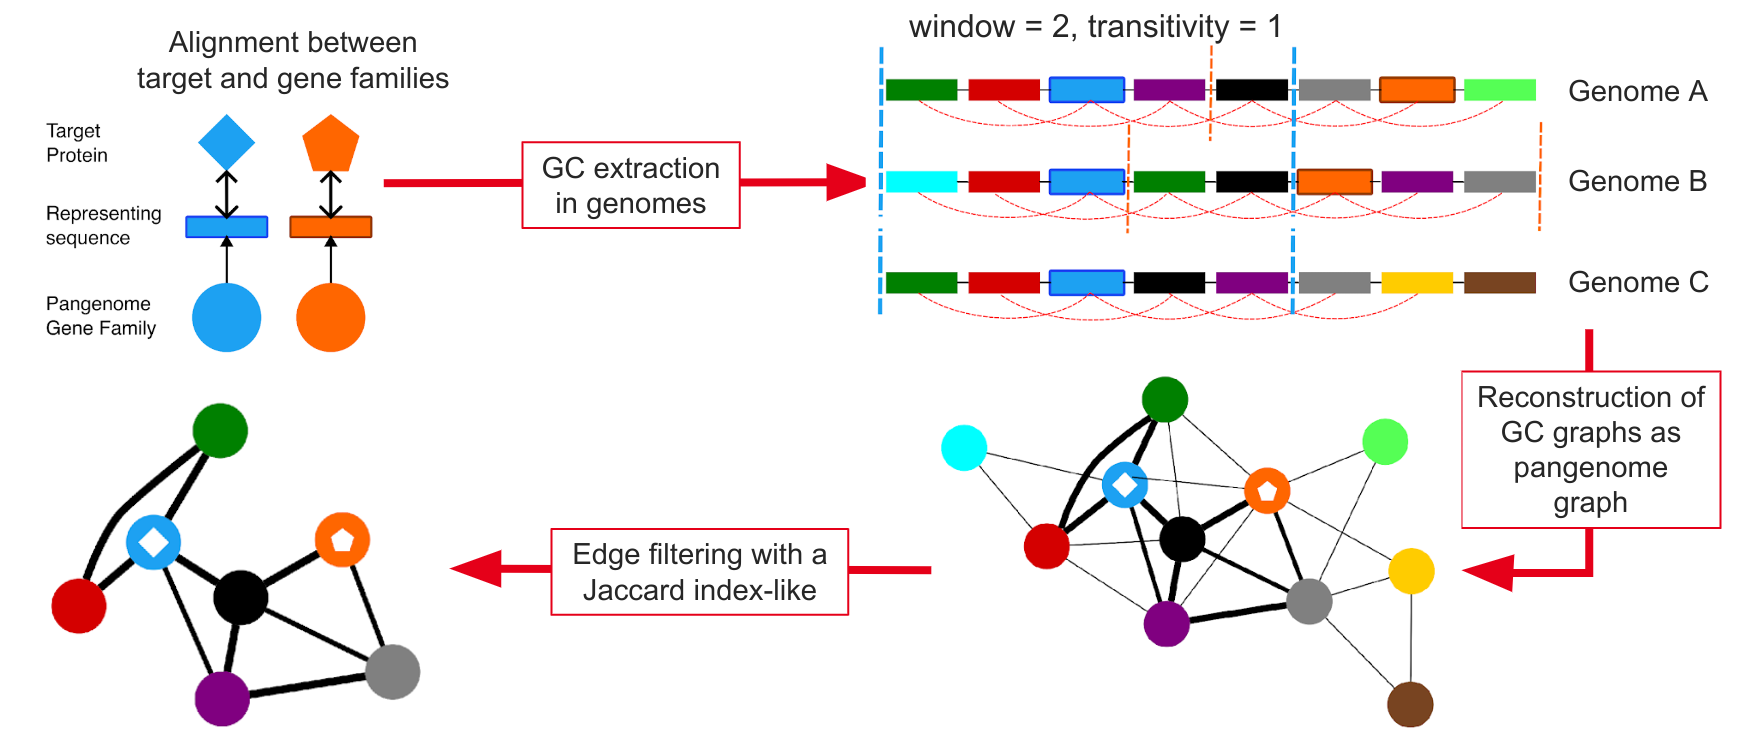 Alignment between
target and gene families
Target
Protein
Representing
sequence
Pangenome
Gene Family
GC extraction
in genomes
window = 2, transitivity = 1
Genome A
Genome B
Genome C
Reconstruction of
GC graphs as
pangenome
graph
Edge filtering with a
Jaccard index-like